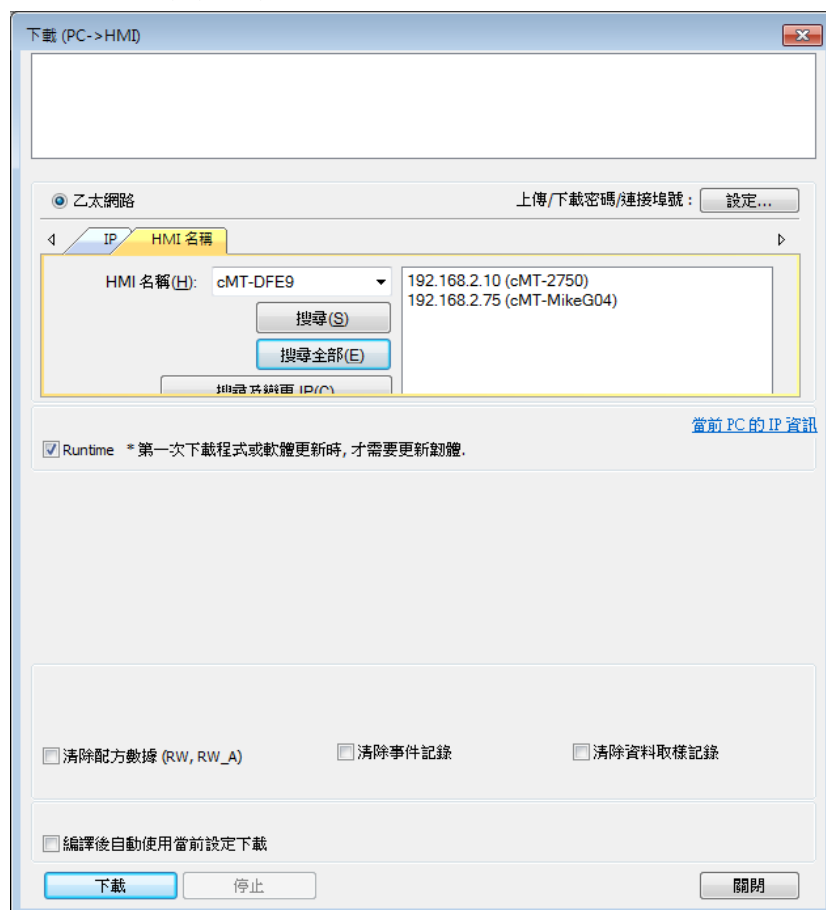 下載 (PC->HMI)
乙太網路
上傳/下載密碼/連接埠號： 設定...
IP HMI 名稱
HMI 名稱(H): cMT-DFE9
192.168.2.10 (cMT-2750)
192.168.2.75 (cMT-MikeG04)
搜尋(S)
搜尋全部(E)
搜尋及變更 IP(C)
當前 PC 的 IP 資訊
Runtime *第一次下載程式或軟體更新時, 才需要更新韌體.
清除配方數據 (RW, RW_A) 清除事件記錄 清除資料取樣記錄
編譯後自動使用當前設定下載
下載 停止 關閉